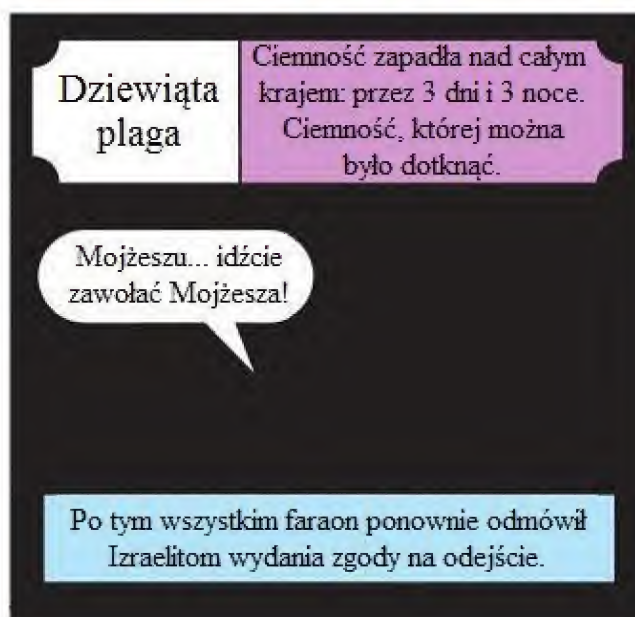 Dziewiąta
plaga
Ciemność zapadła nad całym
krajem: przez 3 dni i 3 noce.
Ciemność, której można
było dotknąć.
Mojżeszu... idźcie
zawołać Mojżesza!
Po tym wszystkim faraon ponownie odmówił
Izraelitom wydania zgody na odejście.